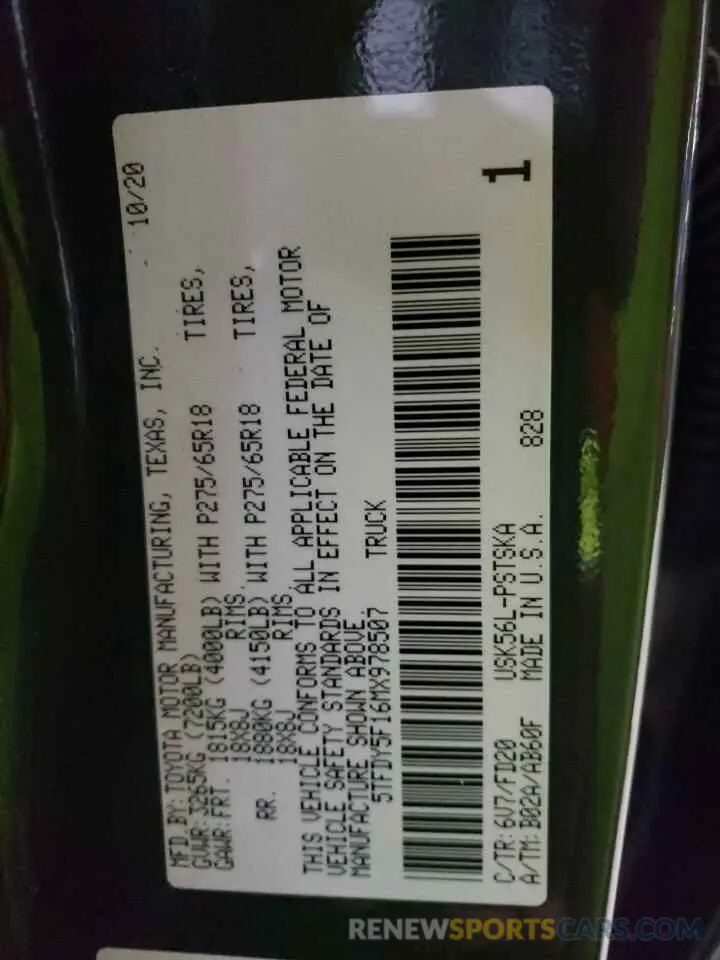 MFD.BY: TOYOTA MOTOR MANUFACTURING, TEXAS, INC. 10/20
GVWR: 3265KG (7200LB)
GAWR: FRT. 1815KG (4000LB) WITH P275/65R18 TIRES,
18X8J RIMS.
RR. 1880KG (4150LB) WITH P275/65R18 TIRES,
18X8J RIMS.
THIS VEHICLE CONFORMS TO ALL APPLICABLE FEDERAL MOTOR
VEHICLE SAFETY STANDARDS IN EFFECT ON THE DATE OF
MANUFACTURE SHOWN ABOVE.
5TFDY5F16MX978507 TRUCK
1
C/TR: 6V7/FD20 USK56L-PSTSKA
A/TM: B02A/AB60F MADE IN U.S.A. 828
RENEWSPORTSCARS.COM